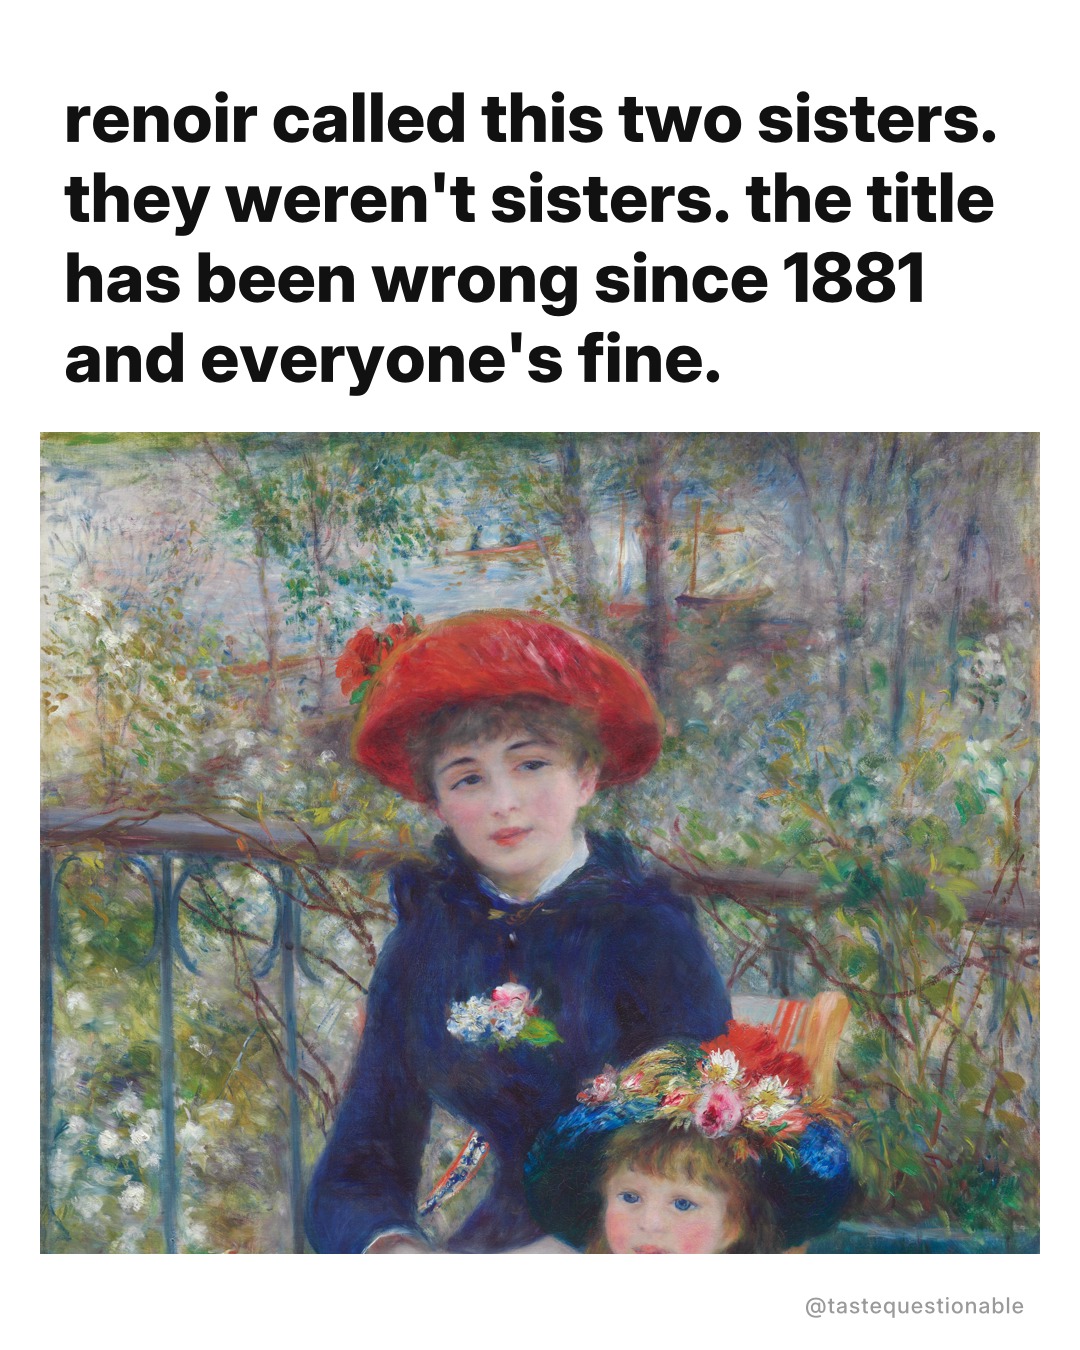 renoir called this two sisters.
they weren't sisters. the title
has been wrong since 1881
and everyone's fine.
@tastequestionable